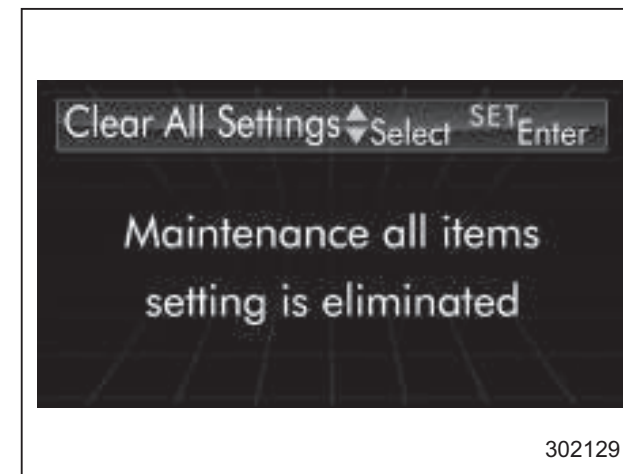 Clear All Settings Select SET Enter
Maintenance all items
setting is eliminated
302129